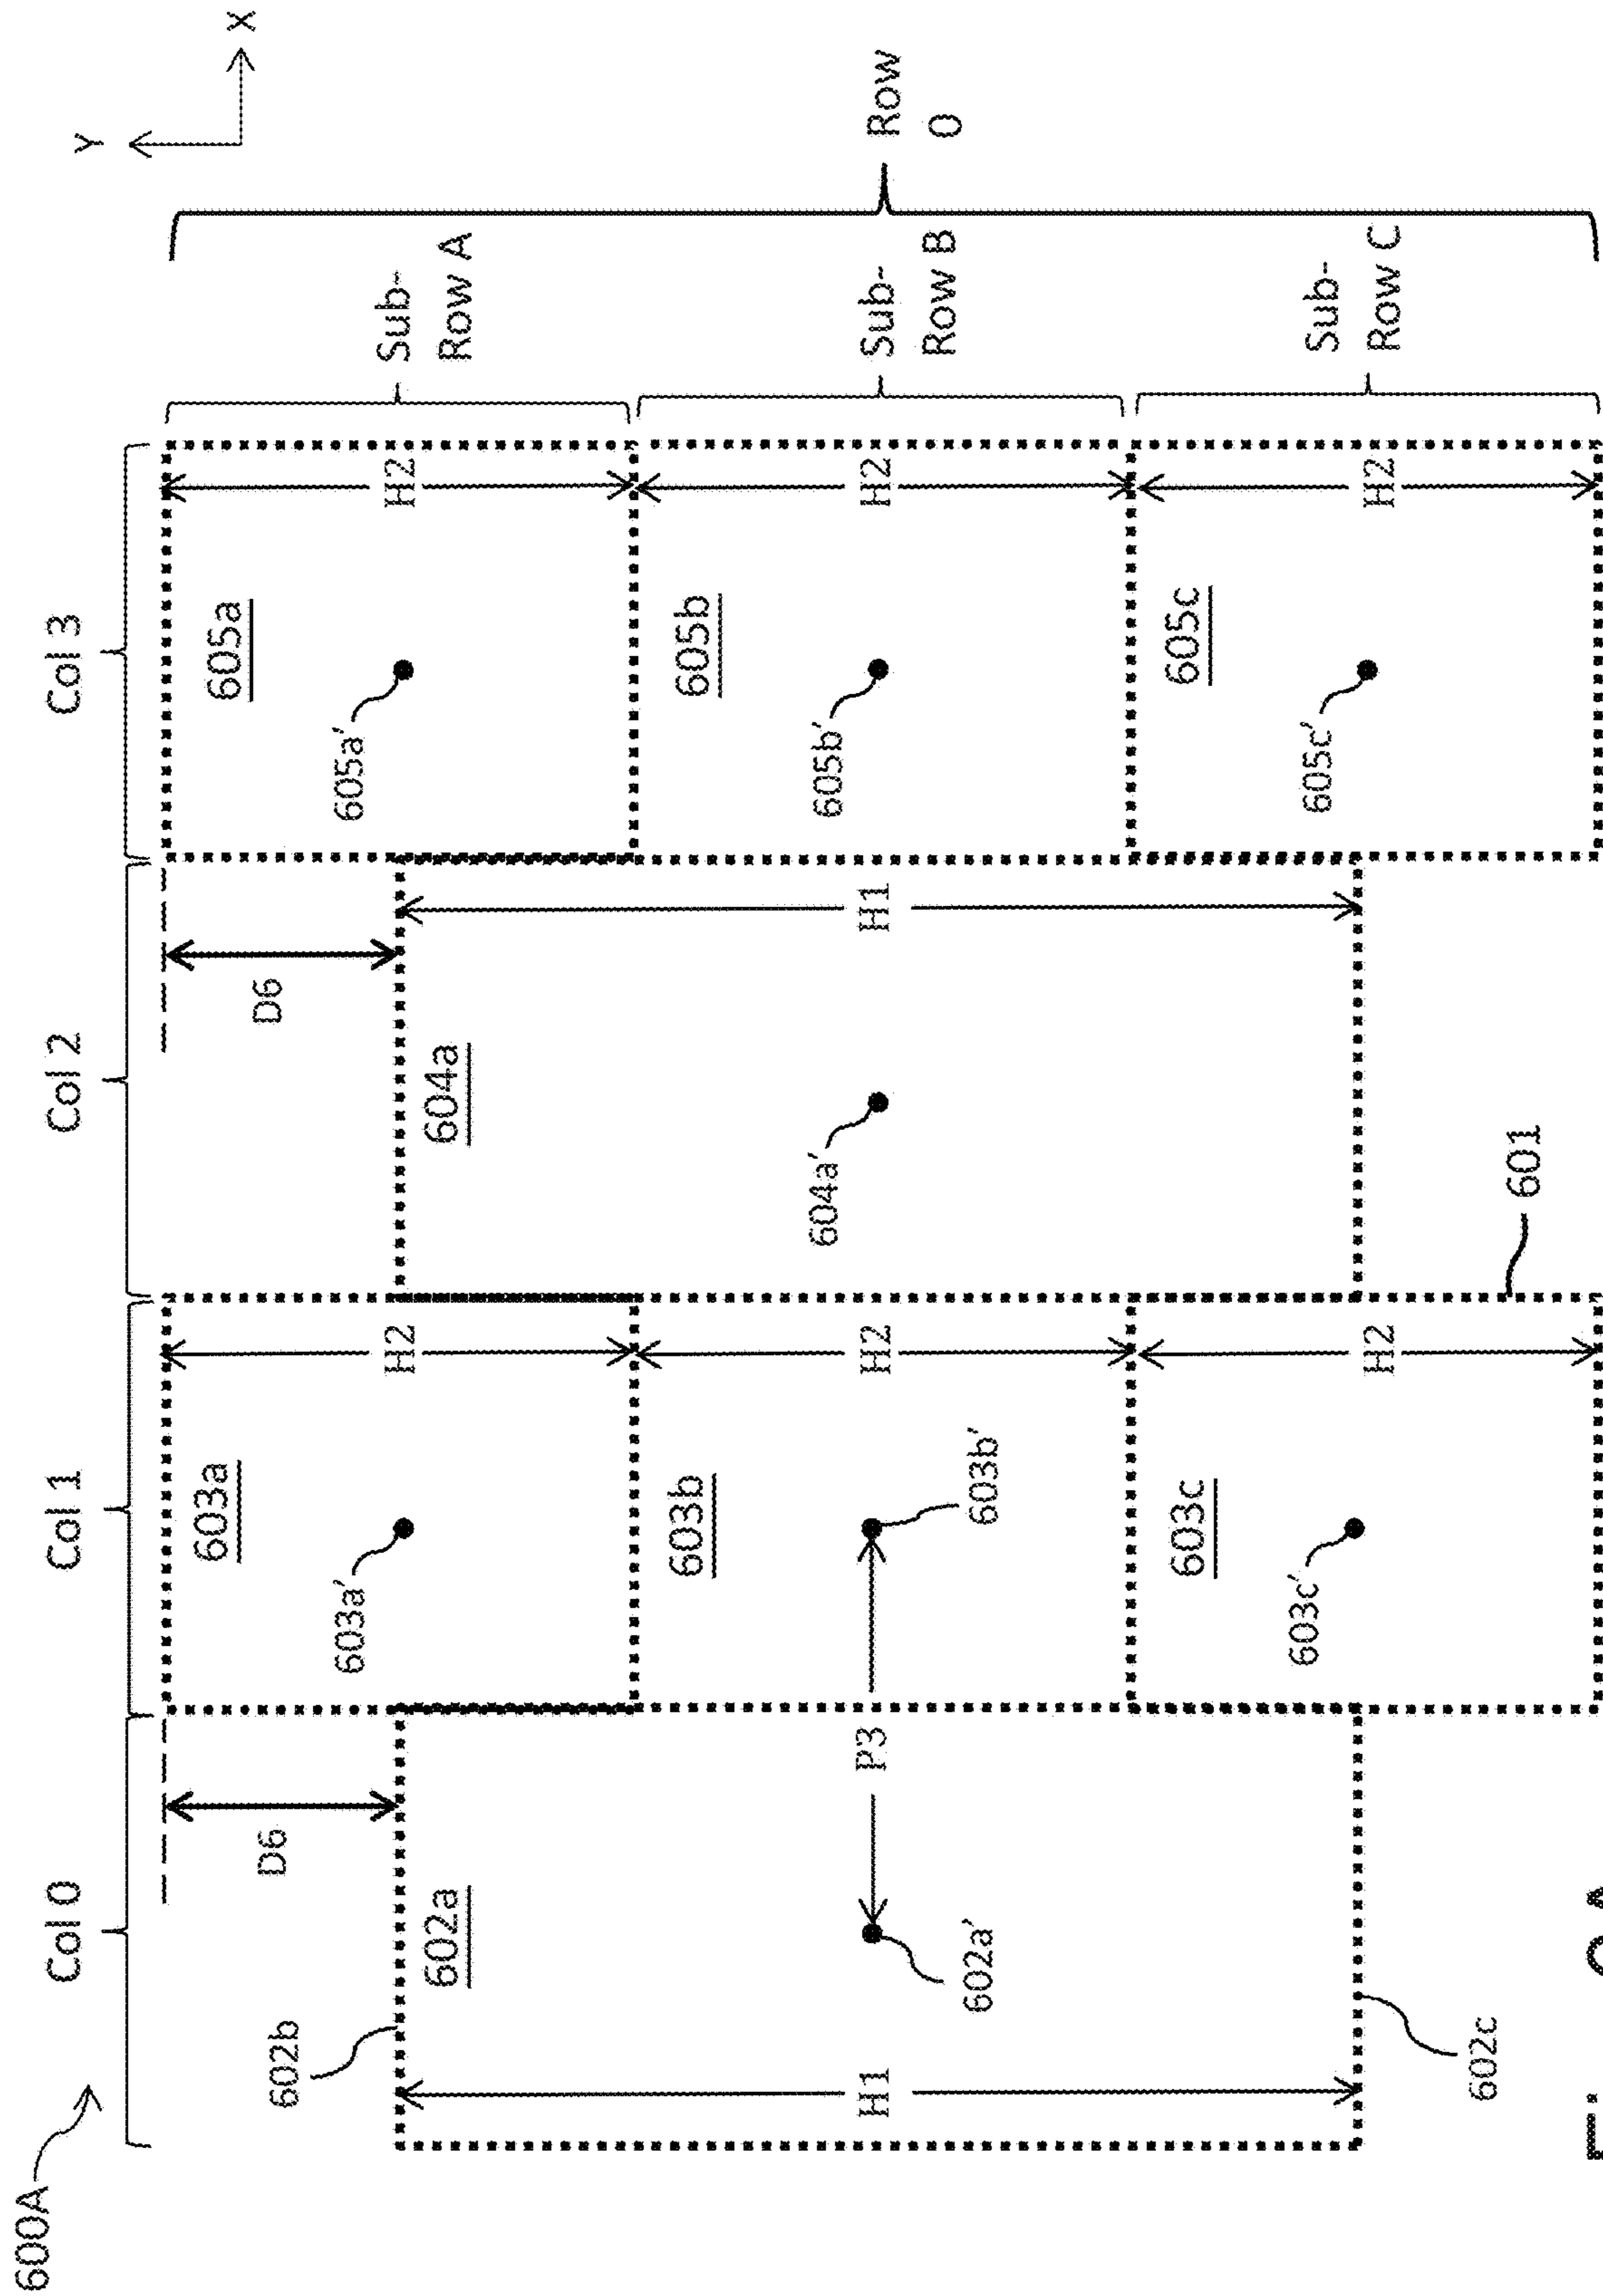 600A
Col 0
Col 1
Col 2
Col 3
Y
X
D6
D6
602b
602a
602a'
602c
H1
P3
603a
603a'
603b
603b'
603c
603c'
H2
H2
H2
604a
604a'
H1
601
605a
605a'
605b
605b'
605c
605c'
H2
H2
H2
Sub-
Row A
Sub-
Row B
Sub-
Row C
Row
0